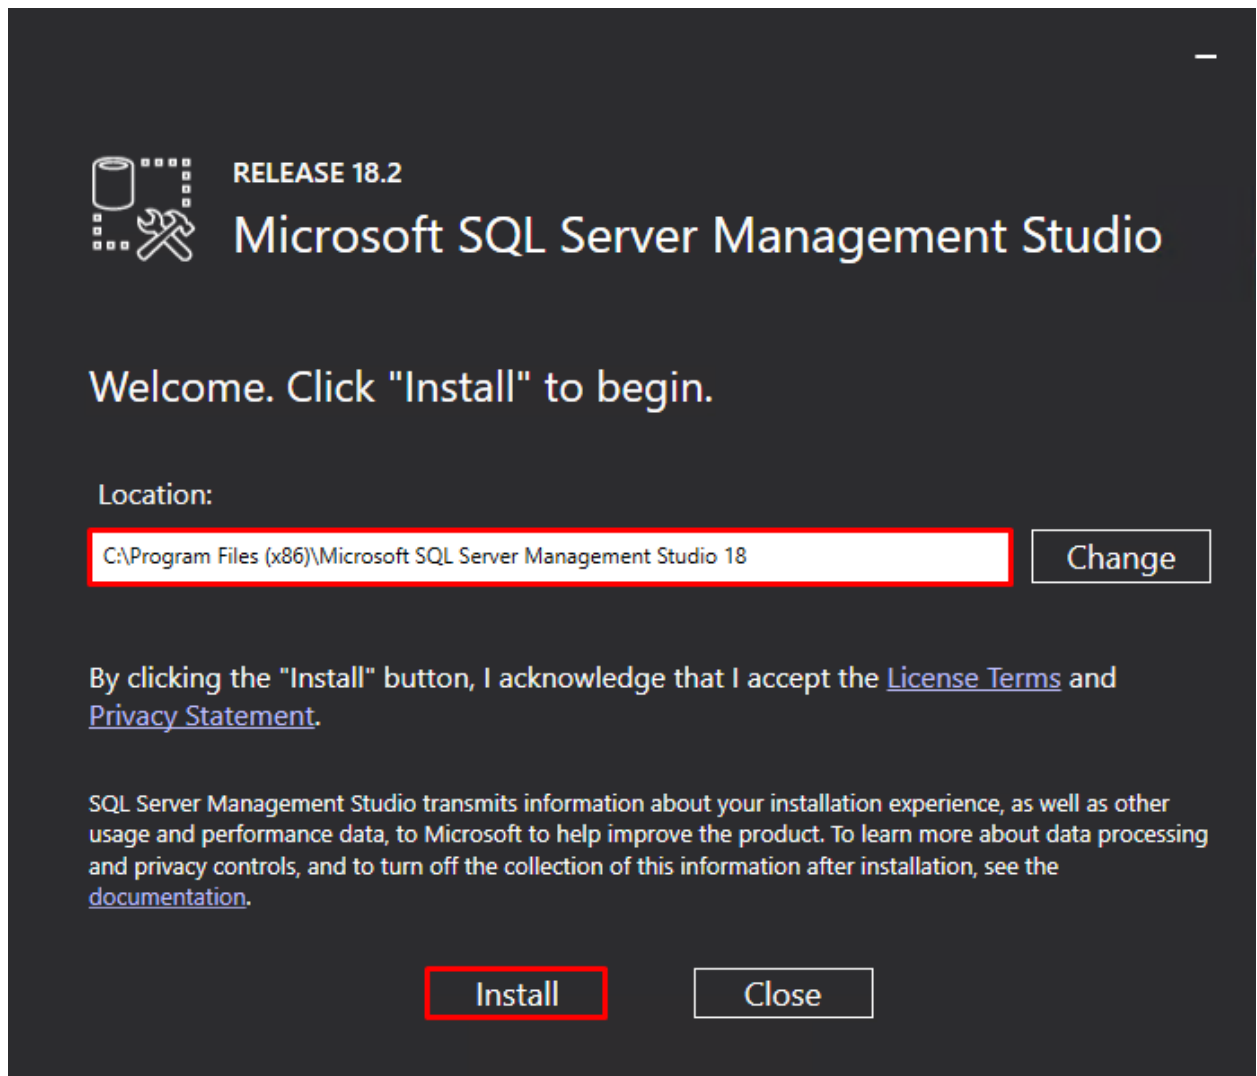 RELEASE 18.2
Microsoft SQL Server Management Studio
Welcome. Click "Install" to begin.
Location:
C:\Program Files (x86)\Microsoft SQL Server Management Studio 18
Change
By clicking the "Install" button, I acknowledge that I accept the License Terms and
Privacy Statement.
SQL Server Management Studio transmits information about your installation experience, as well as other
usage and performance data, to Microsoft to help improve the product. To learn more about data processing
and privacy controls, and to turn off the collection of this information after installation, see the
documentation.
Install
Close